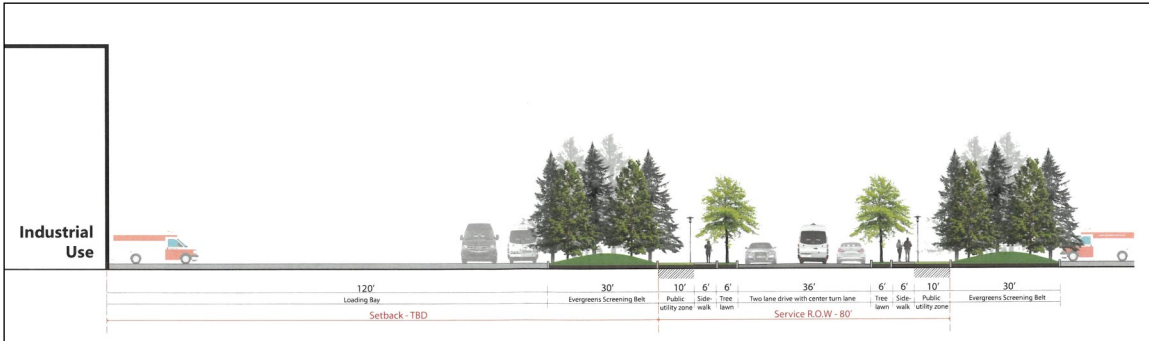 Industrial
Use
120' 30' 10' 6' 6' 36' 6' 6' 10' 30'
Loading Bay Evergreens Screening Belt Public Side- Tree Two lane drive with center turn lane Tree Side- Public Evergreens Screening Belt
utility zone walk lawn lawn walk utility zone
Setback - TBD Service R.O.W - 80'